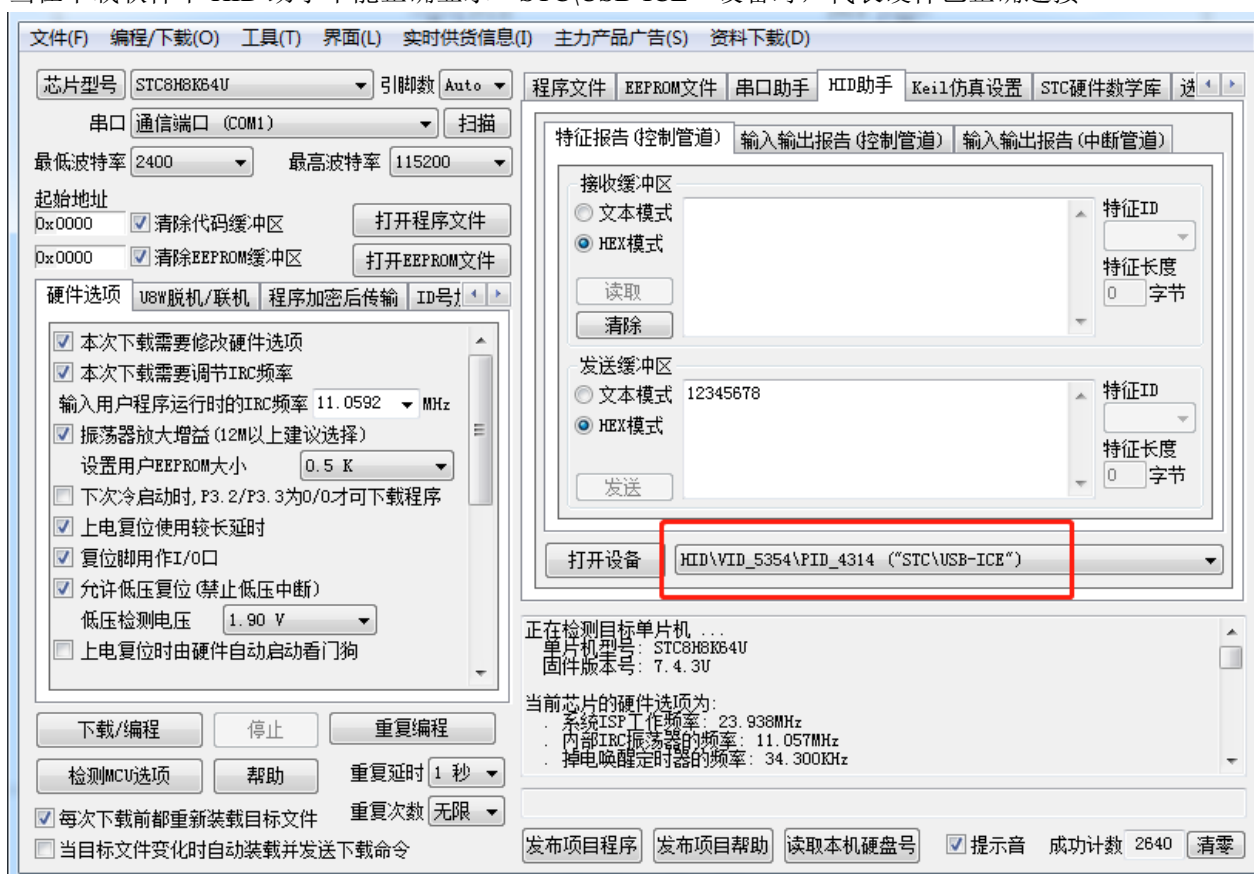 文件(F) 编程/下载(O) 工具(T) 界面(L) 实时供货信息(I) 主力产品广告(S) 资料下载(D)
芯片型号 STC8H8K64U 引脚数 Auto
串口 通信端口 (COM1) 扫描
最低波特率 2400 最高波特率 115200
起始地址
0x0000 清除代码缓冲区 打开程序文件
0x0000 清除EEPROM缓冲区 打开EEPROM文件
硬件选项 U8W脱机/联机 程序加密后传输
本次下载需要修改硬件选项
本次下载需要调节IRC频率
输入用户程序运行时的IRC频率 11.0592 MHz
振荡器放大增益(12M以上建议选择)
设置用户EEPROM大小 0.5 K
下次冷启动时,P3.2/P3.3为0/0才可下载程序
上电复位使用较长延时
复位脚用作I/O口
允许低压复位(禁止低压中断)
低压检测电压 1.90 V
上电复位时由硬件自动启动看门狗
下载/编程 停止 重复编程
检测MCU选项 帮助 重复延时 1 秒
每次下载前都重新装载目标文件 重复次数 无限
当目标文件变化时自动装载并发送下载命令
程序文件 EEPROM文件 串口助手 HID助手 Keil仿真设置 STC硬件数学库 选
特征报告(控制管道) 输入输出报告(控制管道) 输入输出报告(中断管道)
接收缓冲区
文本模式 特征ID
HEX模式
特征长度
读取 0 字节
清除
发送缓冲区
文本模式 12345678 特征ID
HEX模式
特征长度
发送 0 字节
打开设备 HID\VID_5354\PID_4314 ("STC\USB-ICE")
正在检测目标单片机 ...
单片机型号: STC8H8K64U
固件版本号: 7.4.3U
当前芯片的硬件选项为:
. 系统ISP工作频率: 23.938MHz
. 内部IRC振荡器的频率: 11.057MHz
. 掉电唤醒定时器的频率: 34.300KHz
发布项目程序 发布项目帮助 读取本机硬盘号 提示音 成功计数 2640 清零